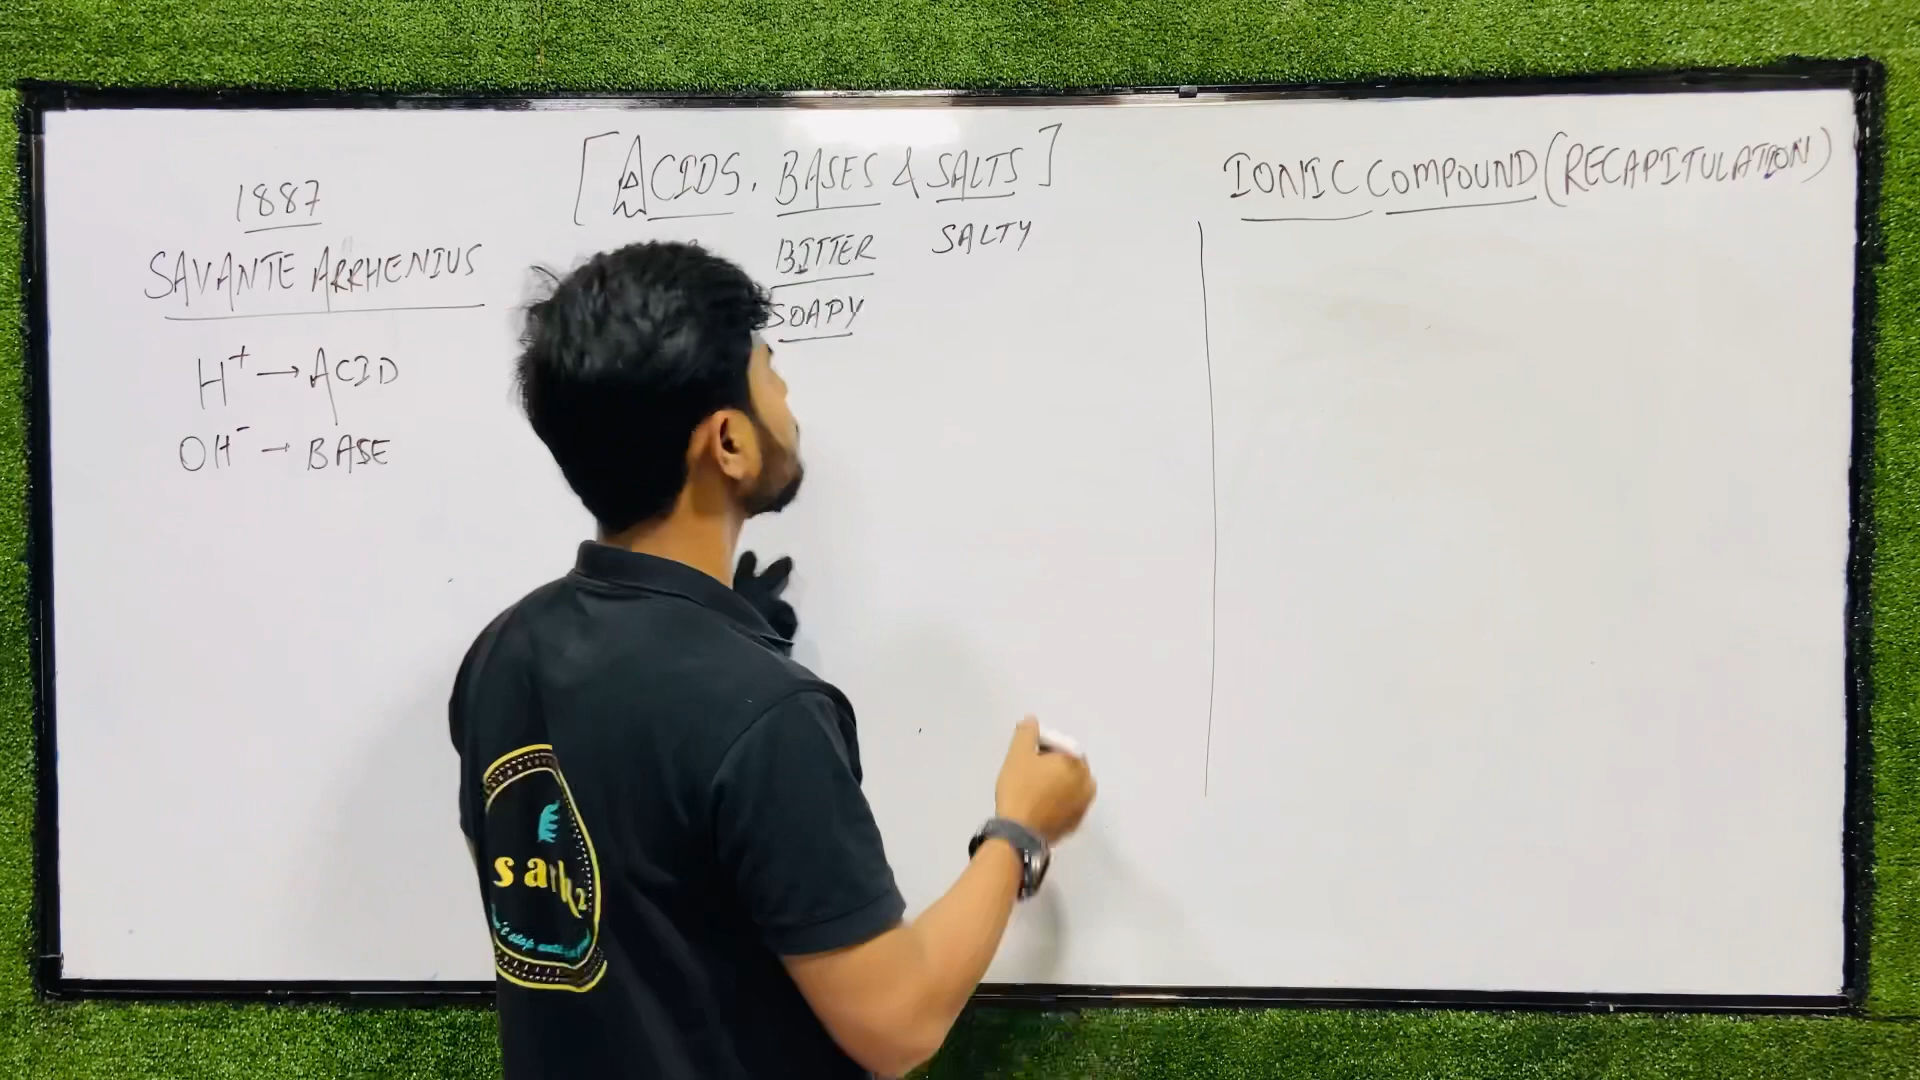 [ACIDS, BASES & SALTS]
1887
SAVANTE ARRHENIUS
H⁺ → ACID
OH⁻ → BASE
BITTER
SOAPY
SALTY
IONIC COMPOUND (RECAPITULATION)